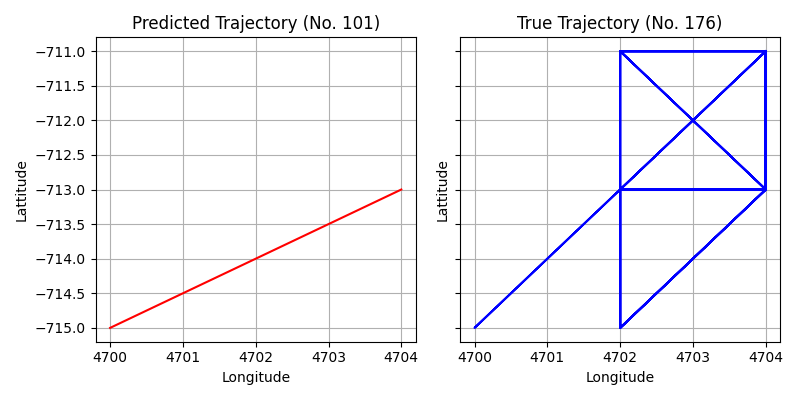 Predicted Trajectory (No. 101)
Lattitude
−711.0
−711.5
−712.0
−712.5
−713.0
−713.5
−714.0
−714.5
−715.0
4700 4701 4702 4703 4704
Longitude
True Trajectory (No. 176)
Lattitude
4700 4701 4702 4703 4704
Longitude